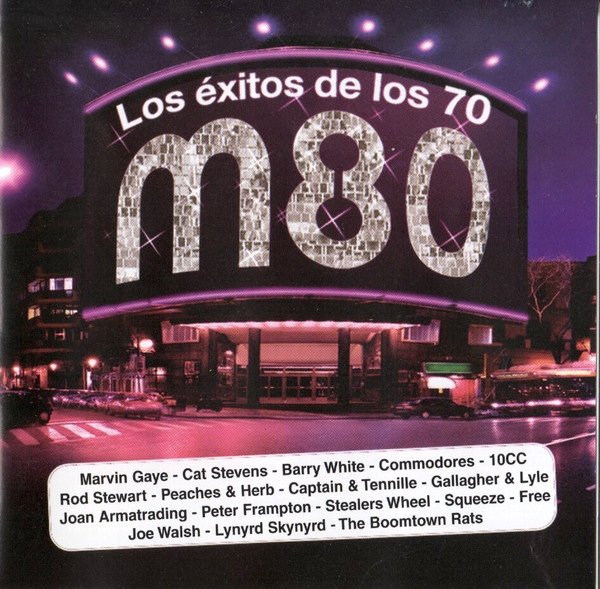 Los éxitos de los 70
m80
Marvin Gaye - Cat Stevens - Barry White - Commodores - 10CC
Rod Stewart - Peaches & Herb - Captain & Tennille - Gallagher & Lyle
Joan Armatrading - Peter Frampton - Stealers Wheel - Squeeze - Free
Joe Walsh - Lynyrd Skynyrd - The Boomtown Rats